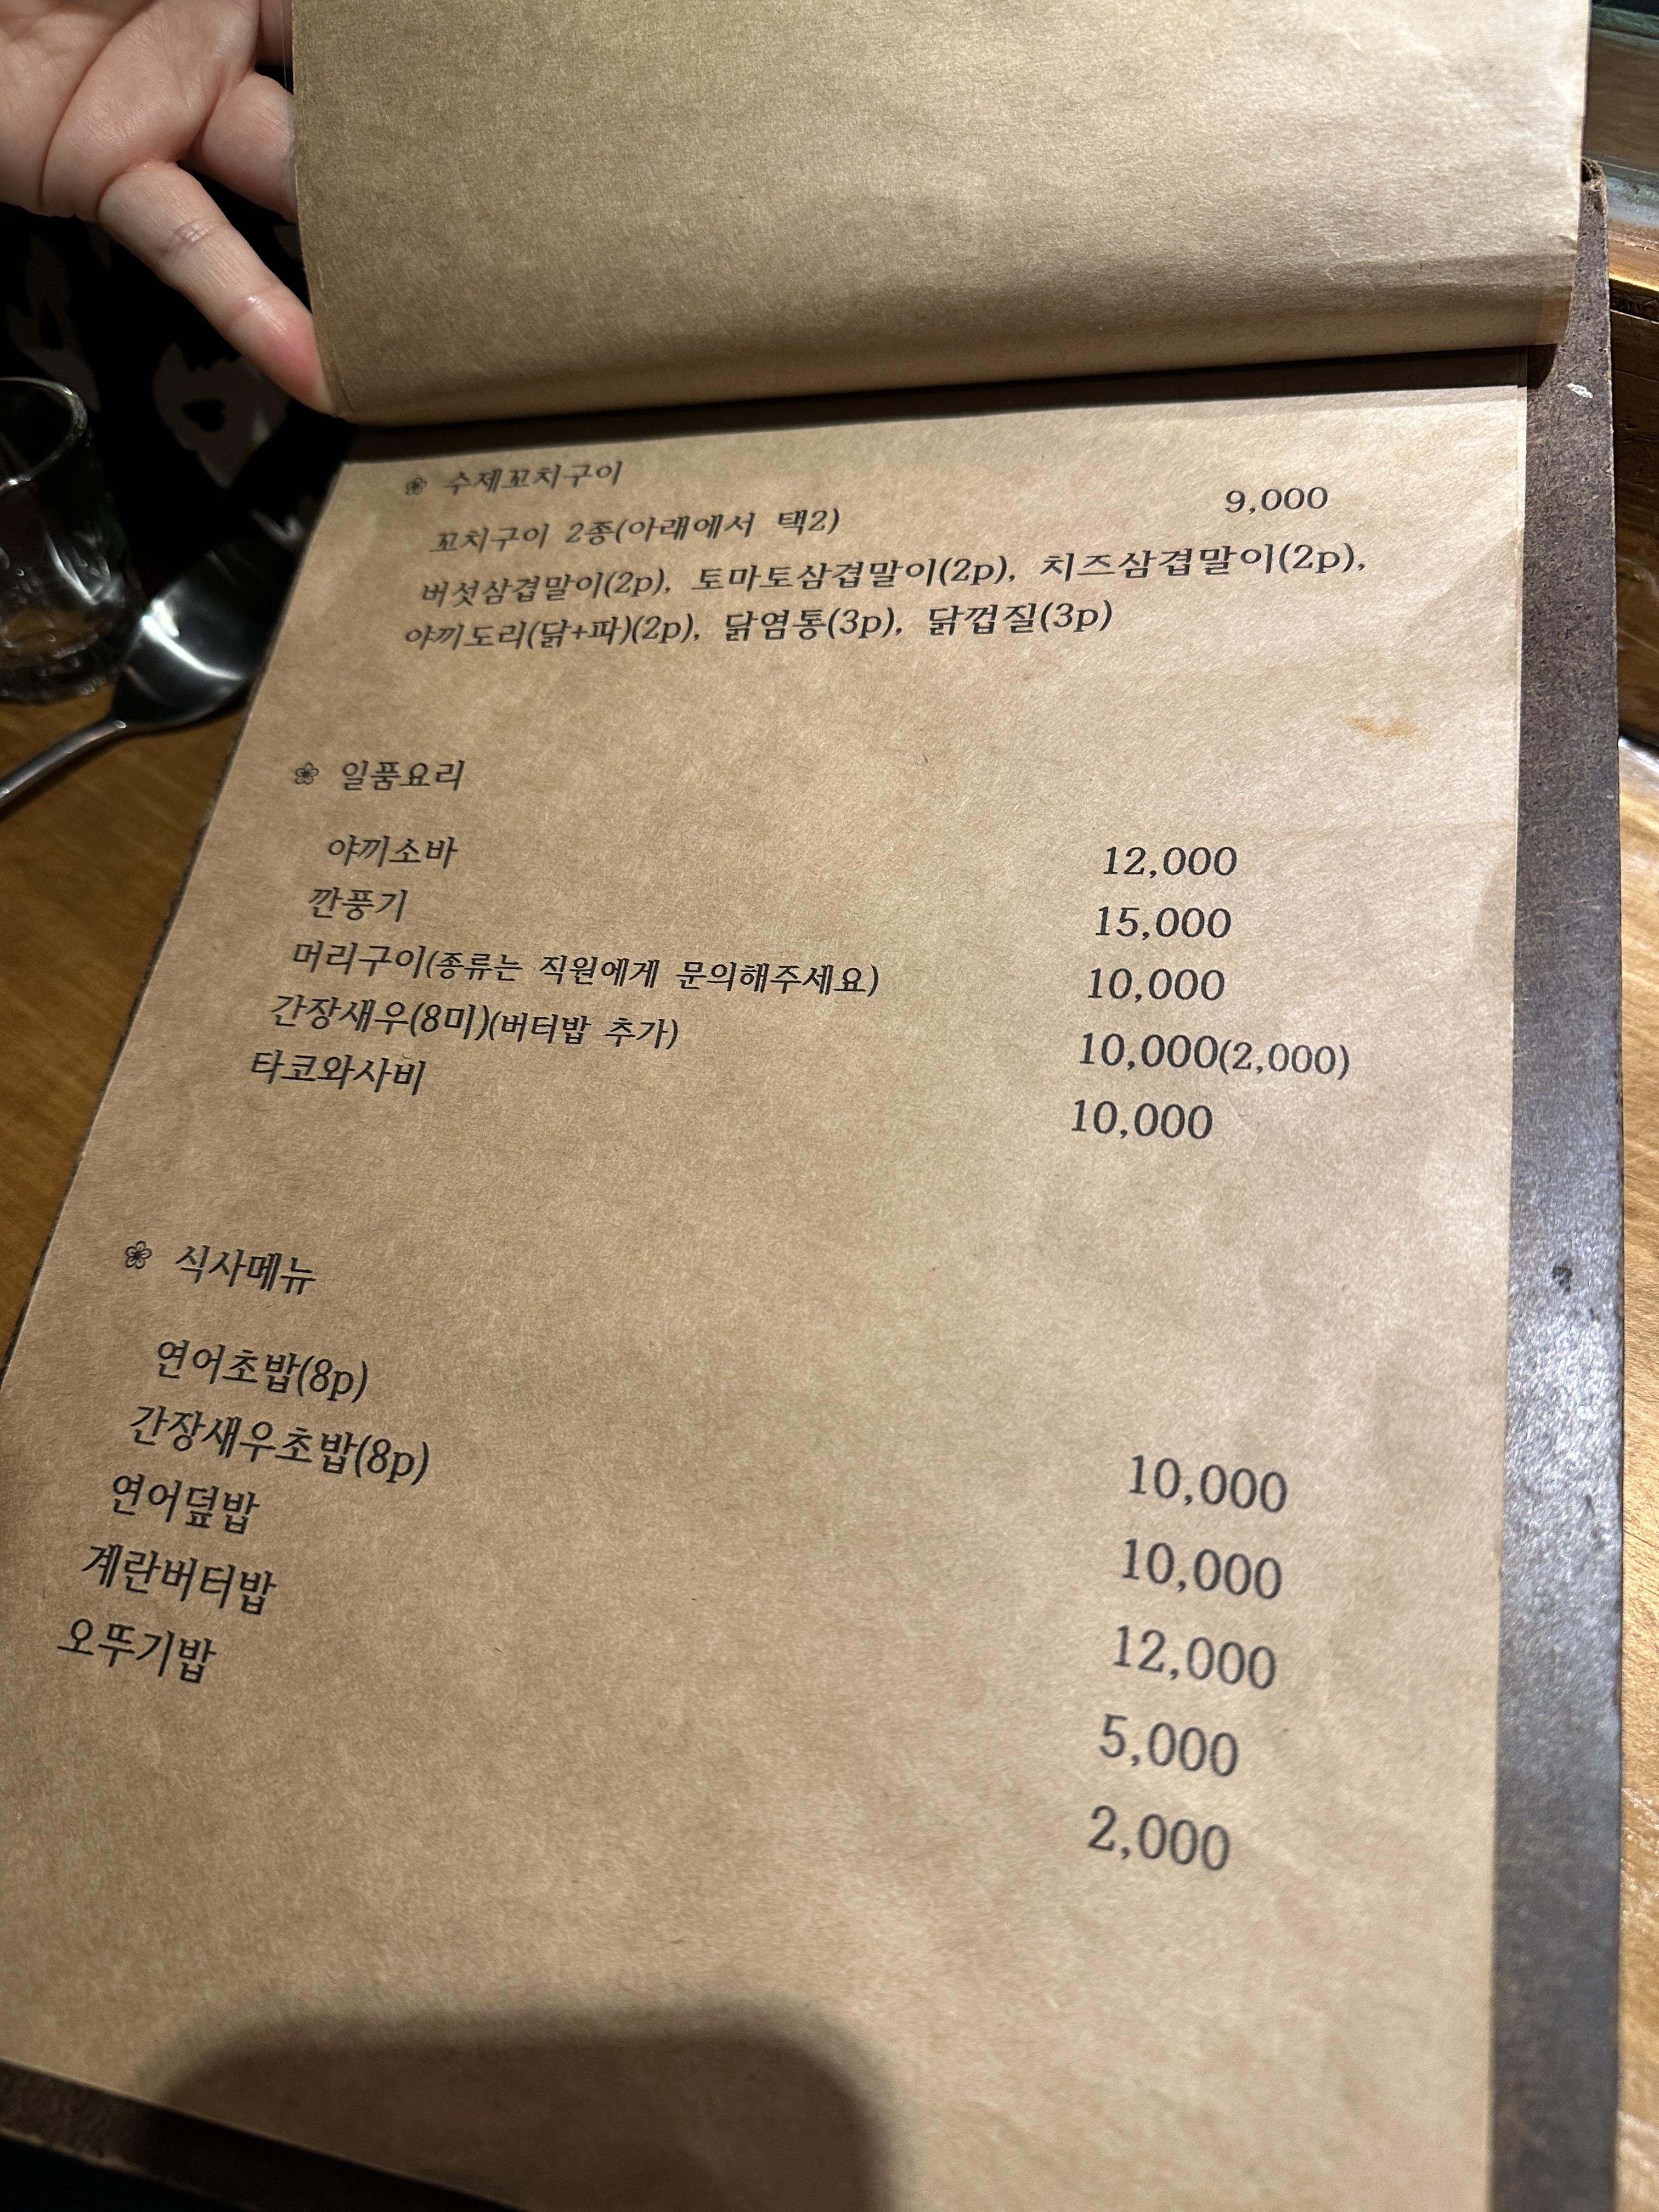 ❀ 수제꼬치구이
꼬치구이 2종(아래에서 택2) 9,000
버섯삼겹말이(2p), 토마토삼겹말이(2p), 치즈삼겹말이(2p),
야끼도리(닭+파)(2p), 닭염통(3p), 닭껍질(3p)
❀ 일품요리
야끼소바 12,000
깐풍기 15,000
머리구이(종류는 직원에게 문의해주세요) 10,000
간장새우(8미)(버터밥 추가) 10,000(2,000)
타코와사비 10,000
❀ 식사메뉴
연어초밥(8p) 10,000
간장새우초밥(8p) 10,000
연어덮밥 12,000
계란버터밥 5,000
오뚜기밥 2,000